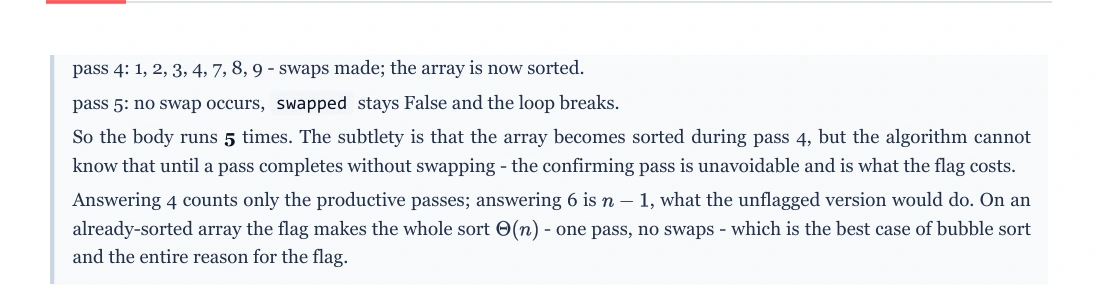 pass 4: 1, 2, 3, 4, 7, 8, 9 - swaps made; the array is now sorted.
pass 5: no swap occurs, swapped stays False and the loop breaks.
So the body runs 5 times. The subtlety is that the array becomes sorted during pass 4, but the algorithm cannot
know that until a pass completes without swapping - the confirming pass is unavoidable and is what the flag costs.
Answering 4 counts only the productive passes; answering 6 is n − 1, what the unflagged version would do. On an
already-sorted array the flag makes the whole sort Θ(n) - one pass, no swaps - which is the best case of bubble sort
and the entire reason for the flag.